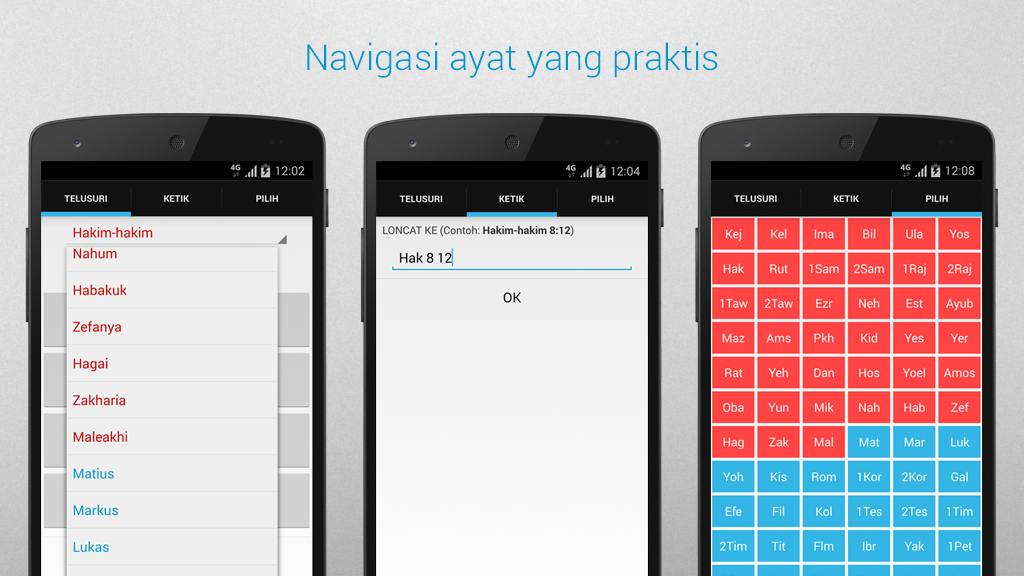 Navigasi ayat yang praktis
4G 12:02
TELUSURI KETIK PILIH
Hakim-hakim
Nahum
Habakuk
Zefanya
Hagai
Zakharia
Maleakhi
Matius
Markus
Lukas
4G 12:04
TELUSURI KETIK PILIH
LONCAT KE (Contoh: Hakim-hakim 8:12)
Hak 8 12
OK
4G 12:08
TELUSURI KETIK PILIH
Kej Kel Ima Bil Ula Yos
Hak Rut 1Sam 2Sam 1Raj 2Raj
1Taw 2Taw Ezr Neh Est Ayub
Maz Ams Pkh Kid Yes Yer
Rat Yeh Dan Hos Yoel Amos
Oba Yun Mik Nah Hab Zef
Hag Zak Mal Mat Mar Luk
Yoh Kis Rom 1Kor 2Kor Gal
Efe Fil Kol 1Tes 2Tes 1Tim
2Tim Tit Flm Ibr Yak 1Pet